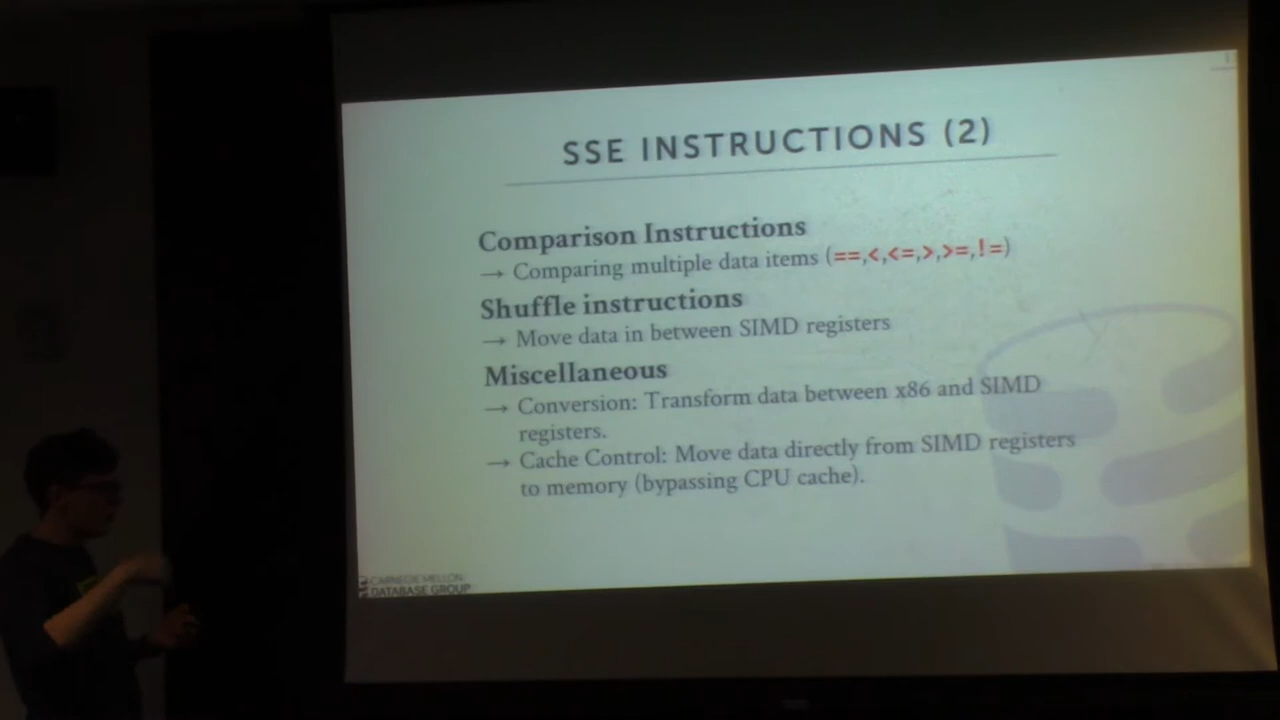 SSE INSTRUCTIONS (2)
Comparison Instructions
→ Comparing multiple data items (==,<,<=,>,>=,!=)
Shuffle instructions
→ Move data in between SIMD registers
Miscellaneous
→ Conversion: Transform data between x86 and SIMD
registers.
→ Cache Control: Move data directly from SIMD registers
to memory (bypassing CPU cache).
CARNEGIE MELLON
DATABASE GROUP